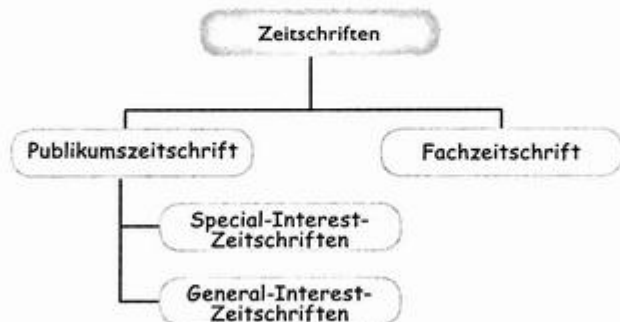 Zeitschriften
Publikumszeitschrift
Fachzeitschrift
Special-Interest-
Zeitschriften
General-Interest-
Zeitschriften